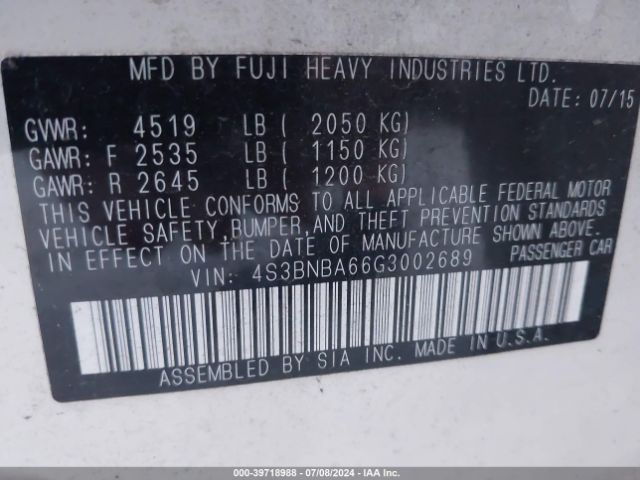 MFD BY FUJI HEAVY INDUSTRIES LTD.
DATE: 07/15
GVWR: 4519 LB ( 2050 KG)
GAWR: F 2535 LB ( 1150 KG)
GAWR: R 2645 LB ( 1200 KG)
THIS VEHICLE CONFORMS TO ALL APPLICABLE FEDERAL MOTOR
VEHICLE SAFETY, BUMPER, AND THEFT PREVENTION STANDARDS
IN EFFECT ON THE DATE OF MANUFACTURE SHOWN ABOVE.
VIN: 4S3BNBA66G3002689 PASSENGER CAR
ASSEMBLED BY SIA INC. MADE IN U.S.A.
000-39718988 - 07/08/2024 - IAA Inc.